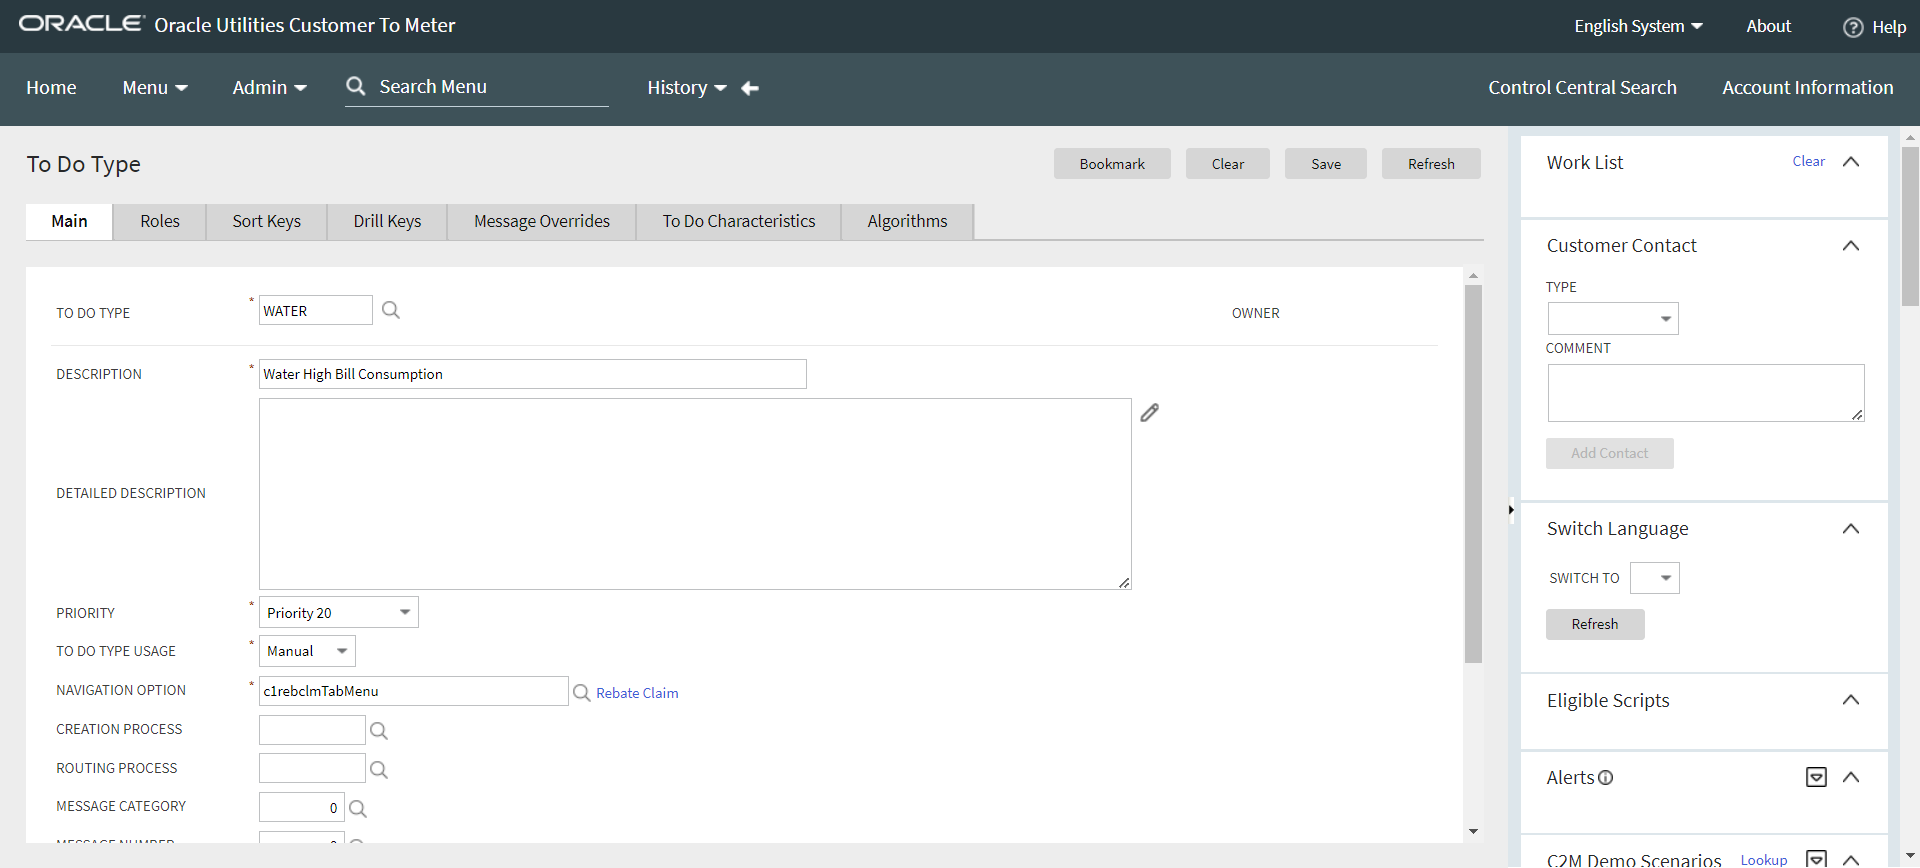 ORACLE Oracle Utilities Customer To Meter
English System About Help
Home Menu Admin Search Menu History Control Central Search Account Information
To Do Type
Bookmark Clear Save Refresh
Main Roles Sort Keys Drill Keys Message Overrides To Do Characteristics Algorithms
TO DO TYPE * WATER OWNER
DESCRIPTION * Water High Bill Consumption
DETAILED DESCRIPTION
PRIORITY * Priority 20
TO DO TYPE USAGE * Manual
NAVIGATION OPTION * c1rebclmTabMenu Rebate Claim
CREATION PROCESS
ROUTING PROCESS
MESSAGE CATEGORY 0
MESSAGE NUMBER
Work List Clear
Customer Contact
TYPE
COMMENT
Add Contact
Switch Language
SWITCH TO
Refresh
Eligible Scripts
Alerts
C2M Demo Scenarios Lookup